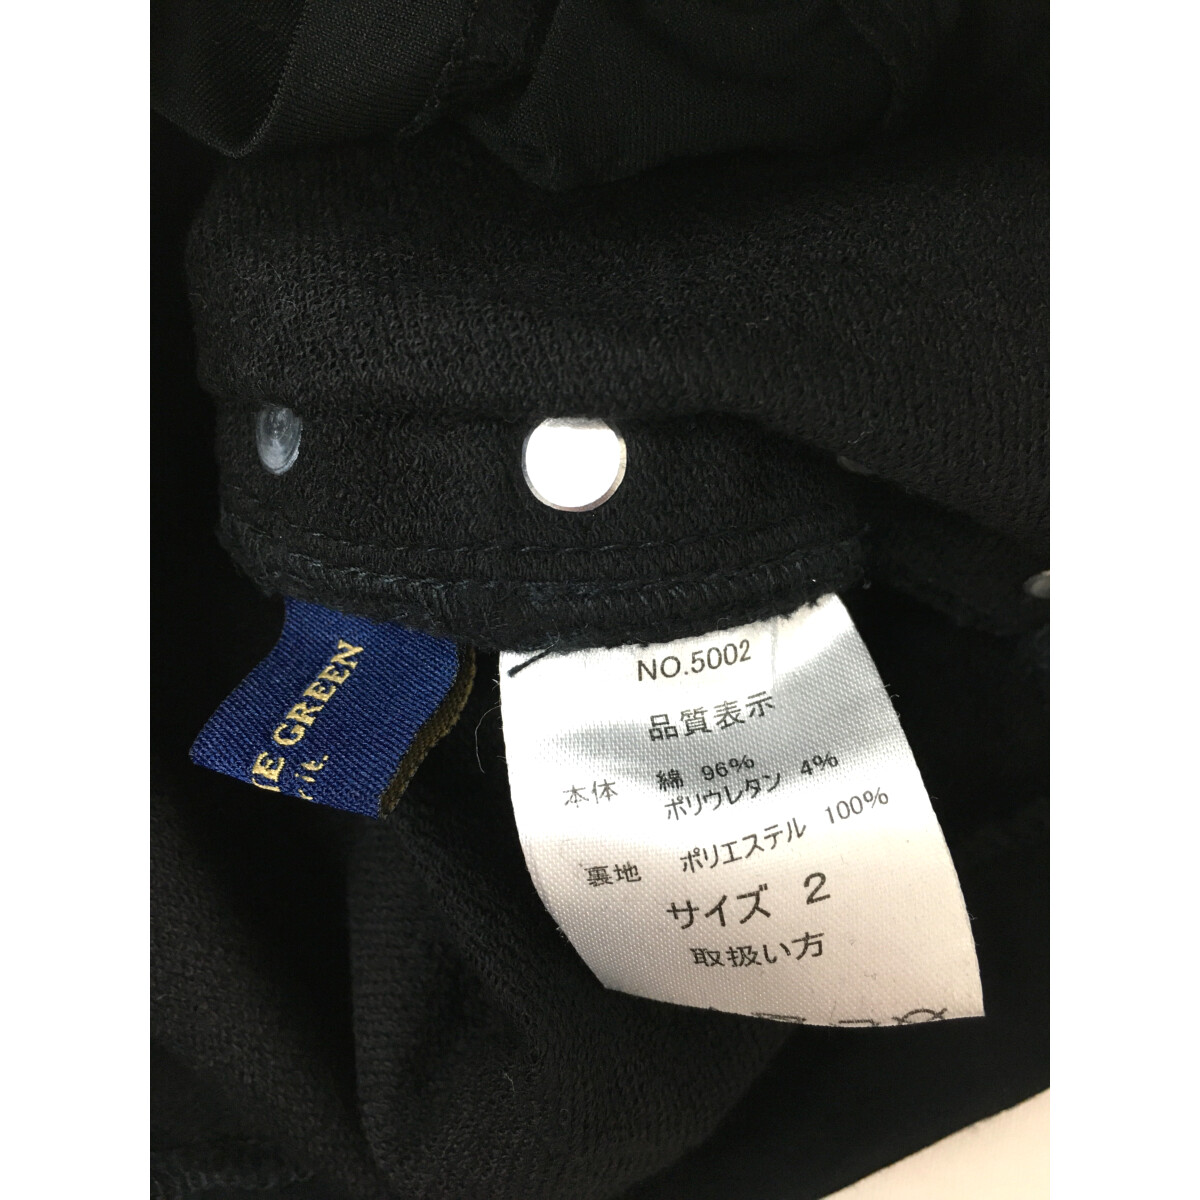 GREEN
it.
NO.5002
品質表示
本体 綿 96%
ポリウレタン 4%
裏地 ポリエステル 100%
サイズ 2
取扱い方